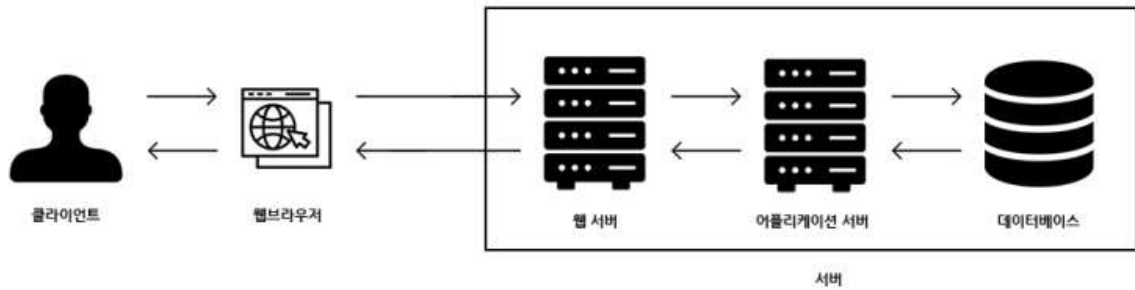 클라이언트
웹브라우저
웹 서버
어플리케이션 서버
데이터베이스
서버